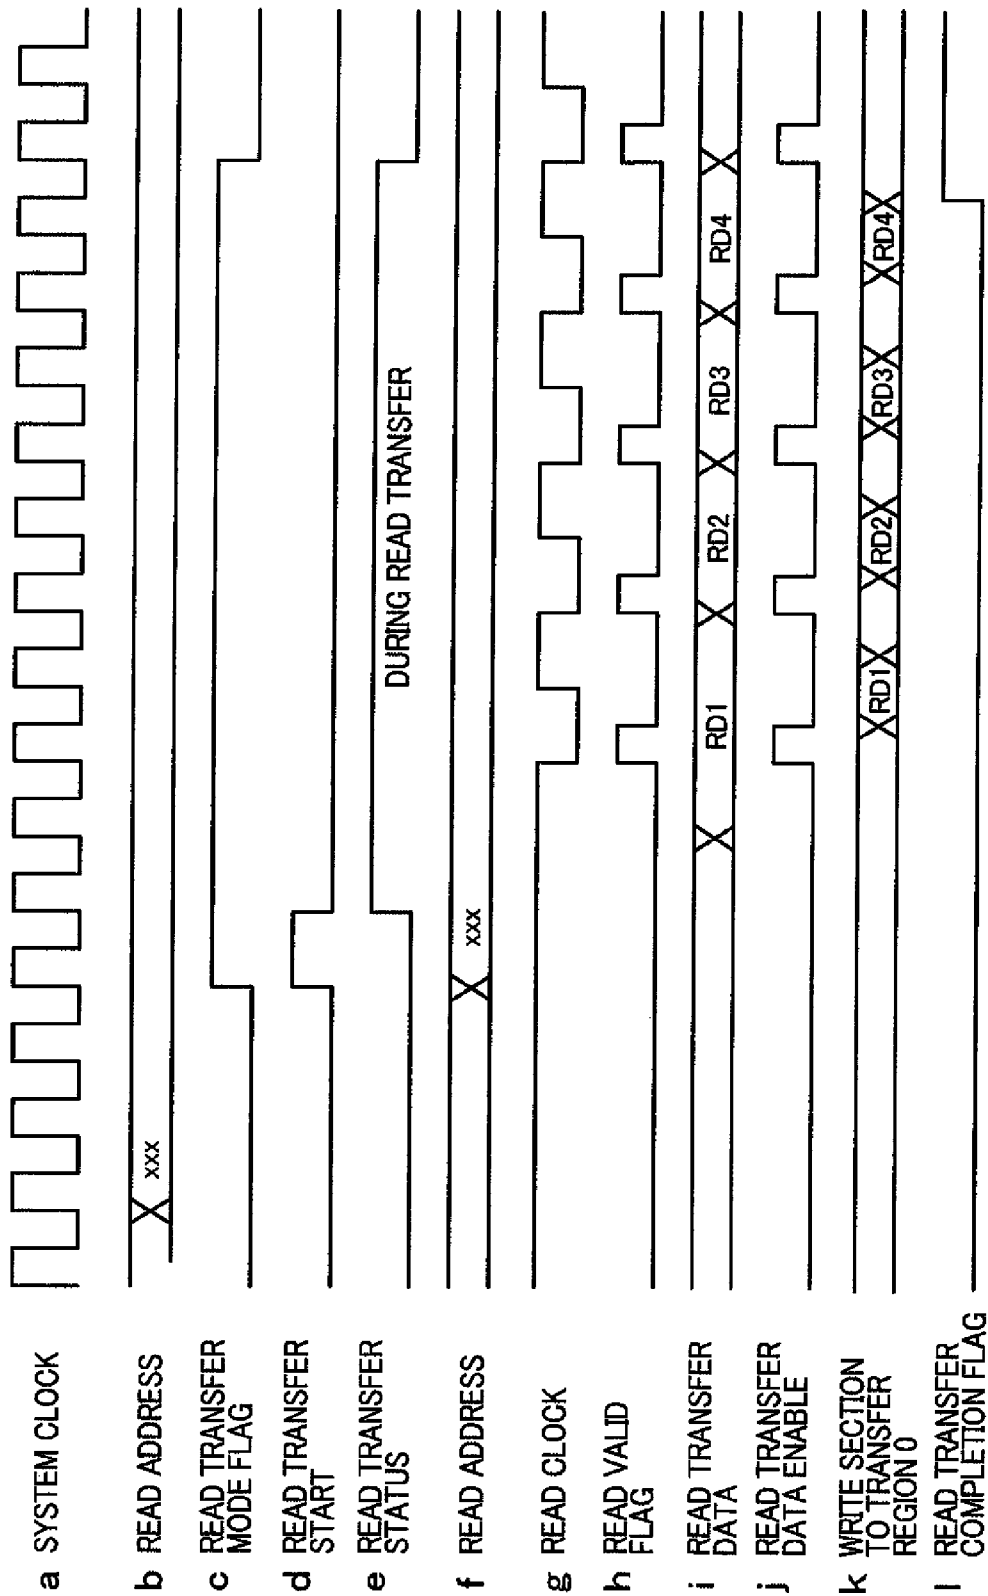 a SYSTEM CLOCK
b READ ADDRESS
xxx
c READ TRANSFER
MODE FLAG
d READ TRANSFER
START
e READ TRANSFER
STATUS
DURING READ TRANSFER
f READ ADDRESS
xxx
g READ CLOCK
h READ VALID
FLAG
i READ TRANSFER
DATA
RD1 RD2 RD3 RD4
j READ TRANSFER
DATA ENABLE
k WRITE SECTION
TO TRANSFER
REGION 0
RD1 RD2 RD3 RD4
l READ TRANSFER
COMPLETION FLAG